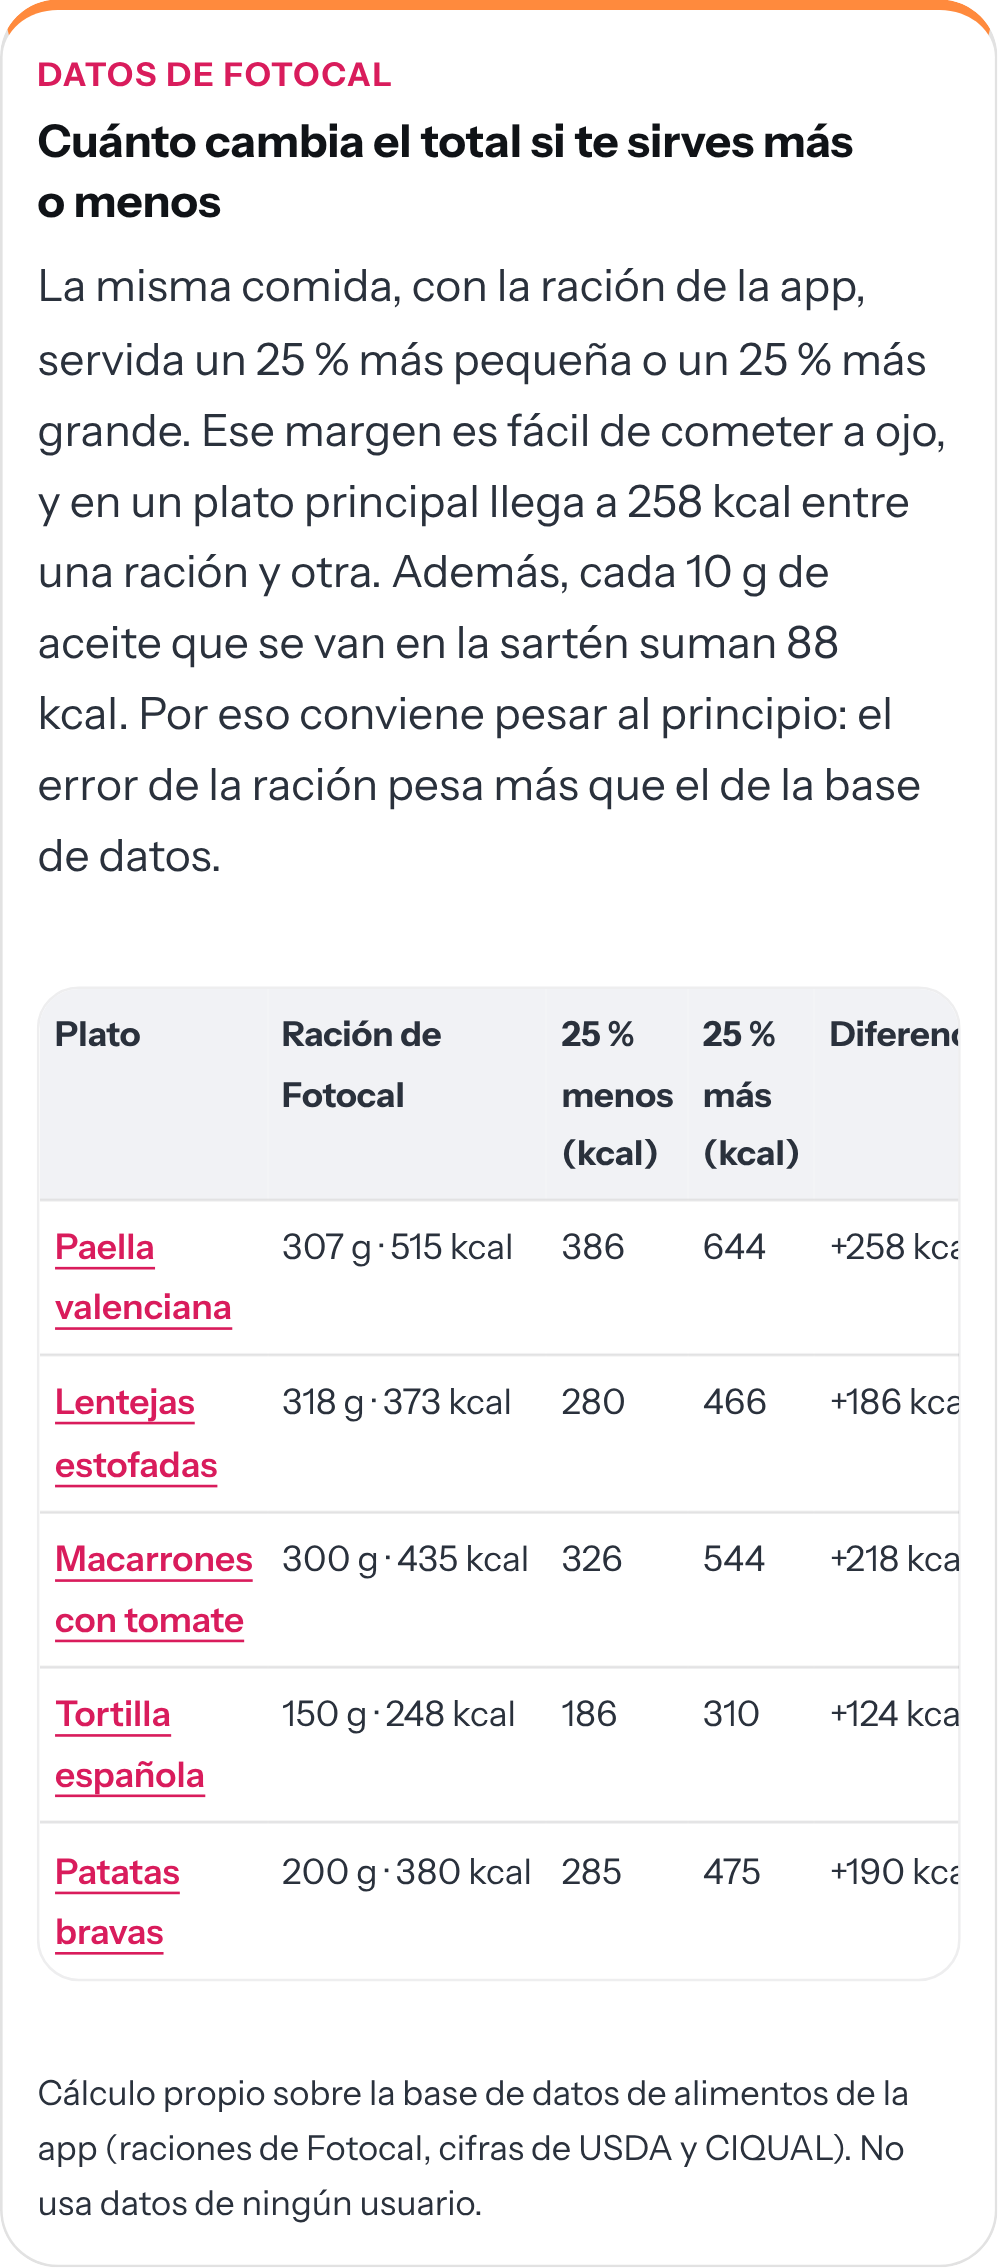 DATOS DE FOTOCAL
Cuánto cambia el total si te sirves más
o menos
La misma comida, con la ración de la app,
servida un 25 % más pequeña o un 25 % más
grande. Ese margen es fácil de cometer a ojo,
y en un plato principal llega a 258 kcal entre
una ración y otra. Además, cada 10 g de
aceite que se van en la sartén suman 88
kcal. Por eso conviene pesar al principio: el
error de la ración pesa más que el de la base
de datos.
Plato Ración de 25 % 25 %
Fotocal menos más
(kcal) (kcal)
Paella 307 g · 515 kcal 386 644 +258
valenciana
Lentejas 318 g · 373 kcal 280 466 +186
estofadas
Macarrones 300 g · 435 kcal 326 544 +218
con tomate
Tortilla 150 g · 248 kcal 186 310 +124
española
Patatas 200 g · 380 kcal 285 475 +190
bravas
Cálculo propio sobre la base de datos de alimentos de la
app (raciones de Fotocal, cifras de USDA y CIQUAL). No
usa datos de ningún usuario.